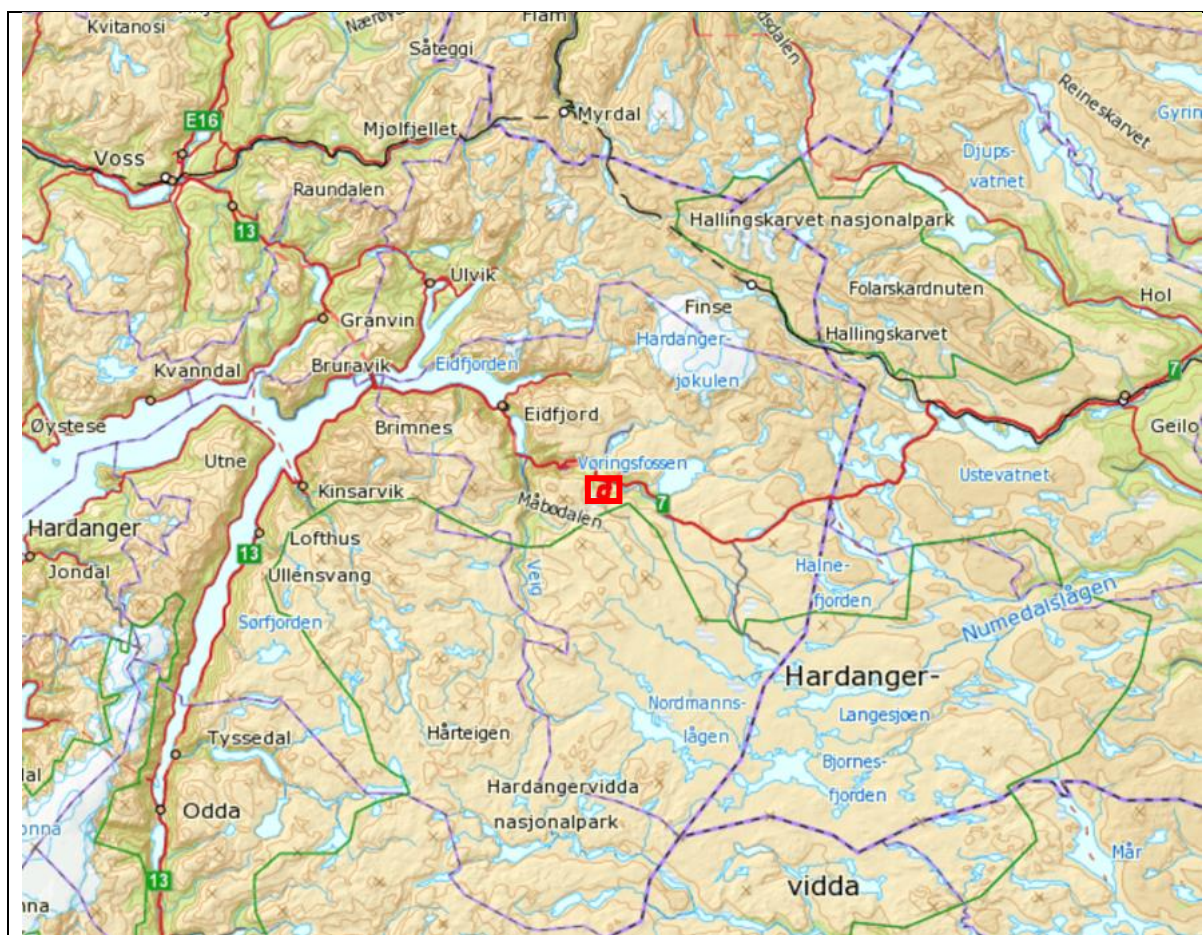 Kvitanosi
Flåm
Såteggi
Reineskarvet
Gyrin
E16
Myrdal
Mjølfjellet
Voss
Djups-
vatnet
Raundalen
13
Hallingskarvet nasjonalpark
Ulvik
Finse
Folarskardnuten
Hol
Granvin
Hardanger-
jøkulen
Hallingskarvet
Bruravik
Eidfjorden
Kvanndal
7
Øystese
Eidfjord
Brimnes
Geilo
Utne
Vøringsfossen
Ustevatnet
Kinsarvik
Måbødalen
7
Hardanger
13
Lofthus
Jondal
Ullensvang
Veig
Halne-
fjorden
Sørfjorden
Numedalslågen
Hardanger-
Nordmanns-
lågen
Langesjøen
Hårteigen
Tyssedal
Bjornes-
fjorden
Hardangervidda
nasjonalpark
Odda
Mår
13
vidda